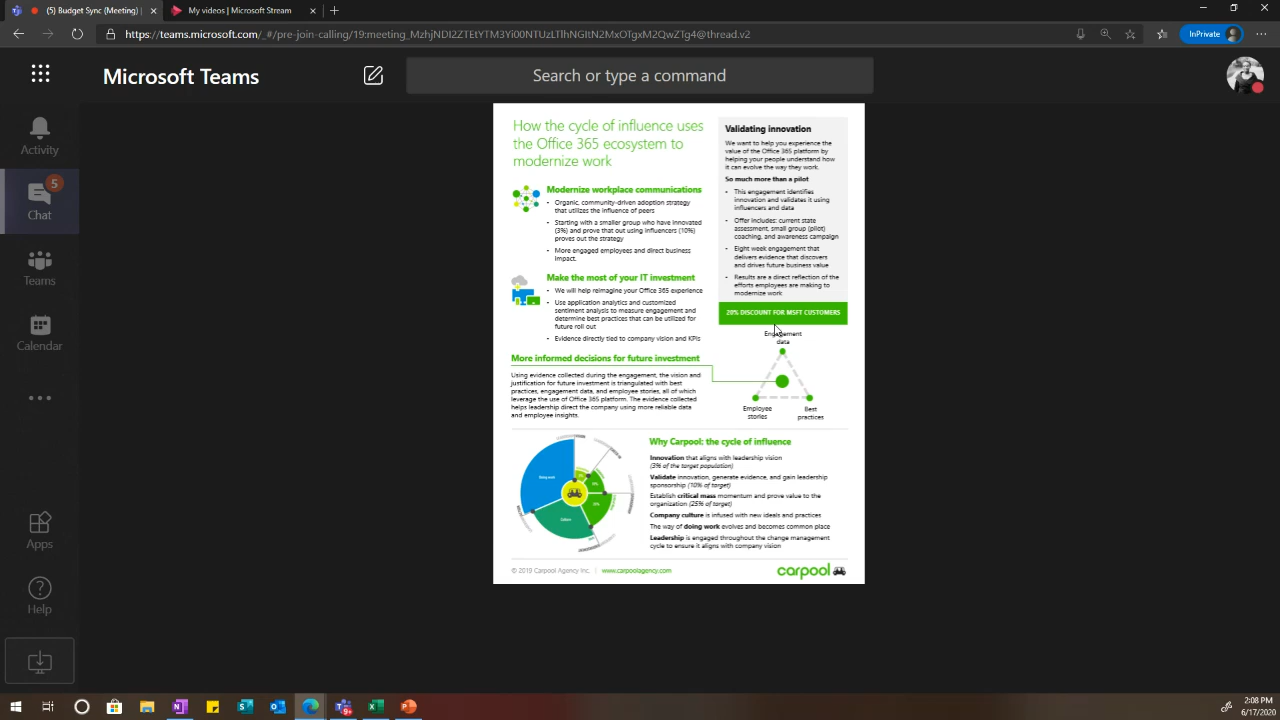 (5) Budget Sync (Meeting) |
My videos | Microsoft Stream
https://teams.microsoft.com/_#/pre-join-calling/19:meeting_MzhjNDI2ZTEtYTM3Yi00NTUzLTlhNGItN2MxOTgxM2QwZTg4@thread.v2
InPrivate
Microsoft Teams
Search or type a command
Activity
Chat
5
Teams
Calendar
Apps
Help
How the cycle of influence uses
the Office 365 ecosystem to
modernize work
Modernize workplace communications
• Organic, community-driven adoption strategy
that utilizes the influence of peers
• Starting with a smaller group who have innovated
(3%) and prove that out using influencers (10%)
proves out the strategy
• More engaged employees and direct business
impact.
Make the most of your IT investment
• We will help reimagine your Office 365 experience
• Use application analytics and customized
sentiment analysis to measure engagement and
determine best practices that can be utilized for
future roll out
• Evidence directly tied to company vision and KPIs
More informed decisions for future investment
Using evidence collected during the engagement, the vision and
justification for future investment is triangulated with best
practices, engagement data, and employee stories, all of which
leverage the use of Office 365 platform. The evidence collected
helps leadership direct the company using more reliable data
and employee insights.
Validating innovation
We want to help you experience the
value of the Office 365 platform by
helping your people understand how
it can evolve the way they work.
So much more than a pilot
• This engagement identifies
innovation and validates it using
influencers and data
• Offer includes: current state
assessment, small group (pilot)
coaching, and awareness campaign
• Eight week engagement that
delivers evidence that discovers
and drives future business value
• Results are a direct reflection of the
efforts employees are making to
modernize work
20% DISCOUNT FOR MSFT CUSTOMERS
Engagement
data
Employee
stories
Best
practices
Doing work
Culture
25%
Why Carpool: the cycle of influence
Innovation that aligns with leadership vision
(3% of the target population)
Validate innovation, generate evidence, and gain leadership
sponsorship (10% of target)
Establish critical mass momentum and prove value to the
organization (25% of target)
Company culture is infused with new ideas and practices
The way of doing work evolves and becomes common place
Leadership is engaged throughout the change management
cycle to ensure it aligns with company vision
© 2019 Carpool Agency Inc. | www.carpoolagency.com
carpool
2:08 PM
6/17/2020